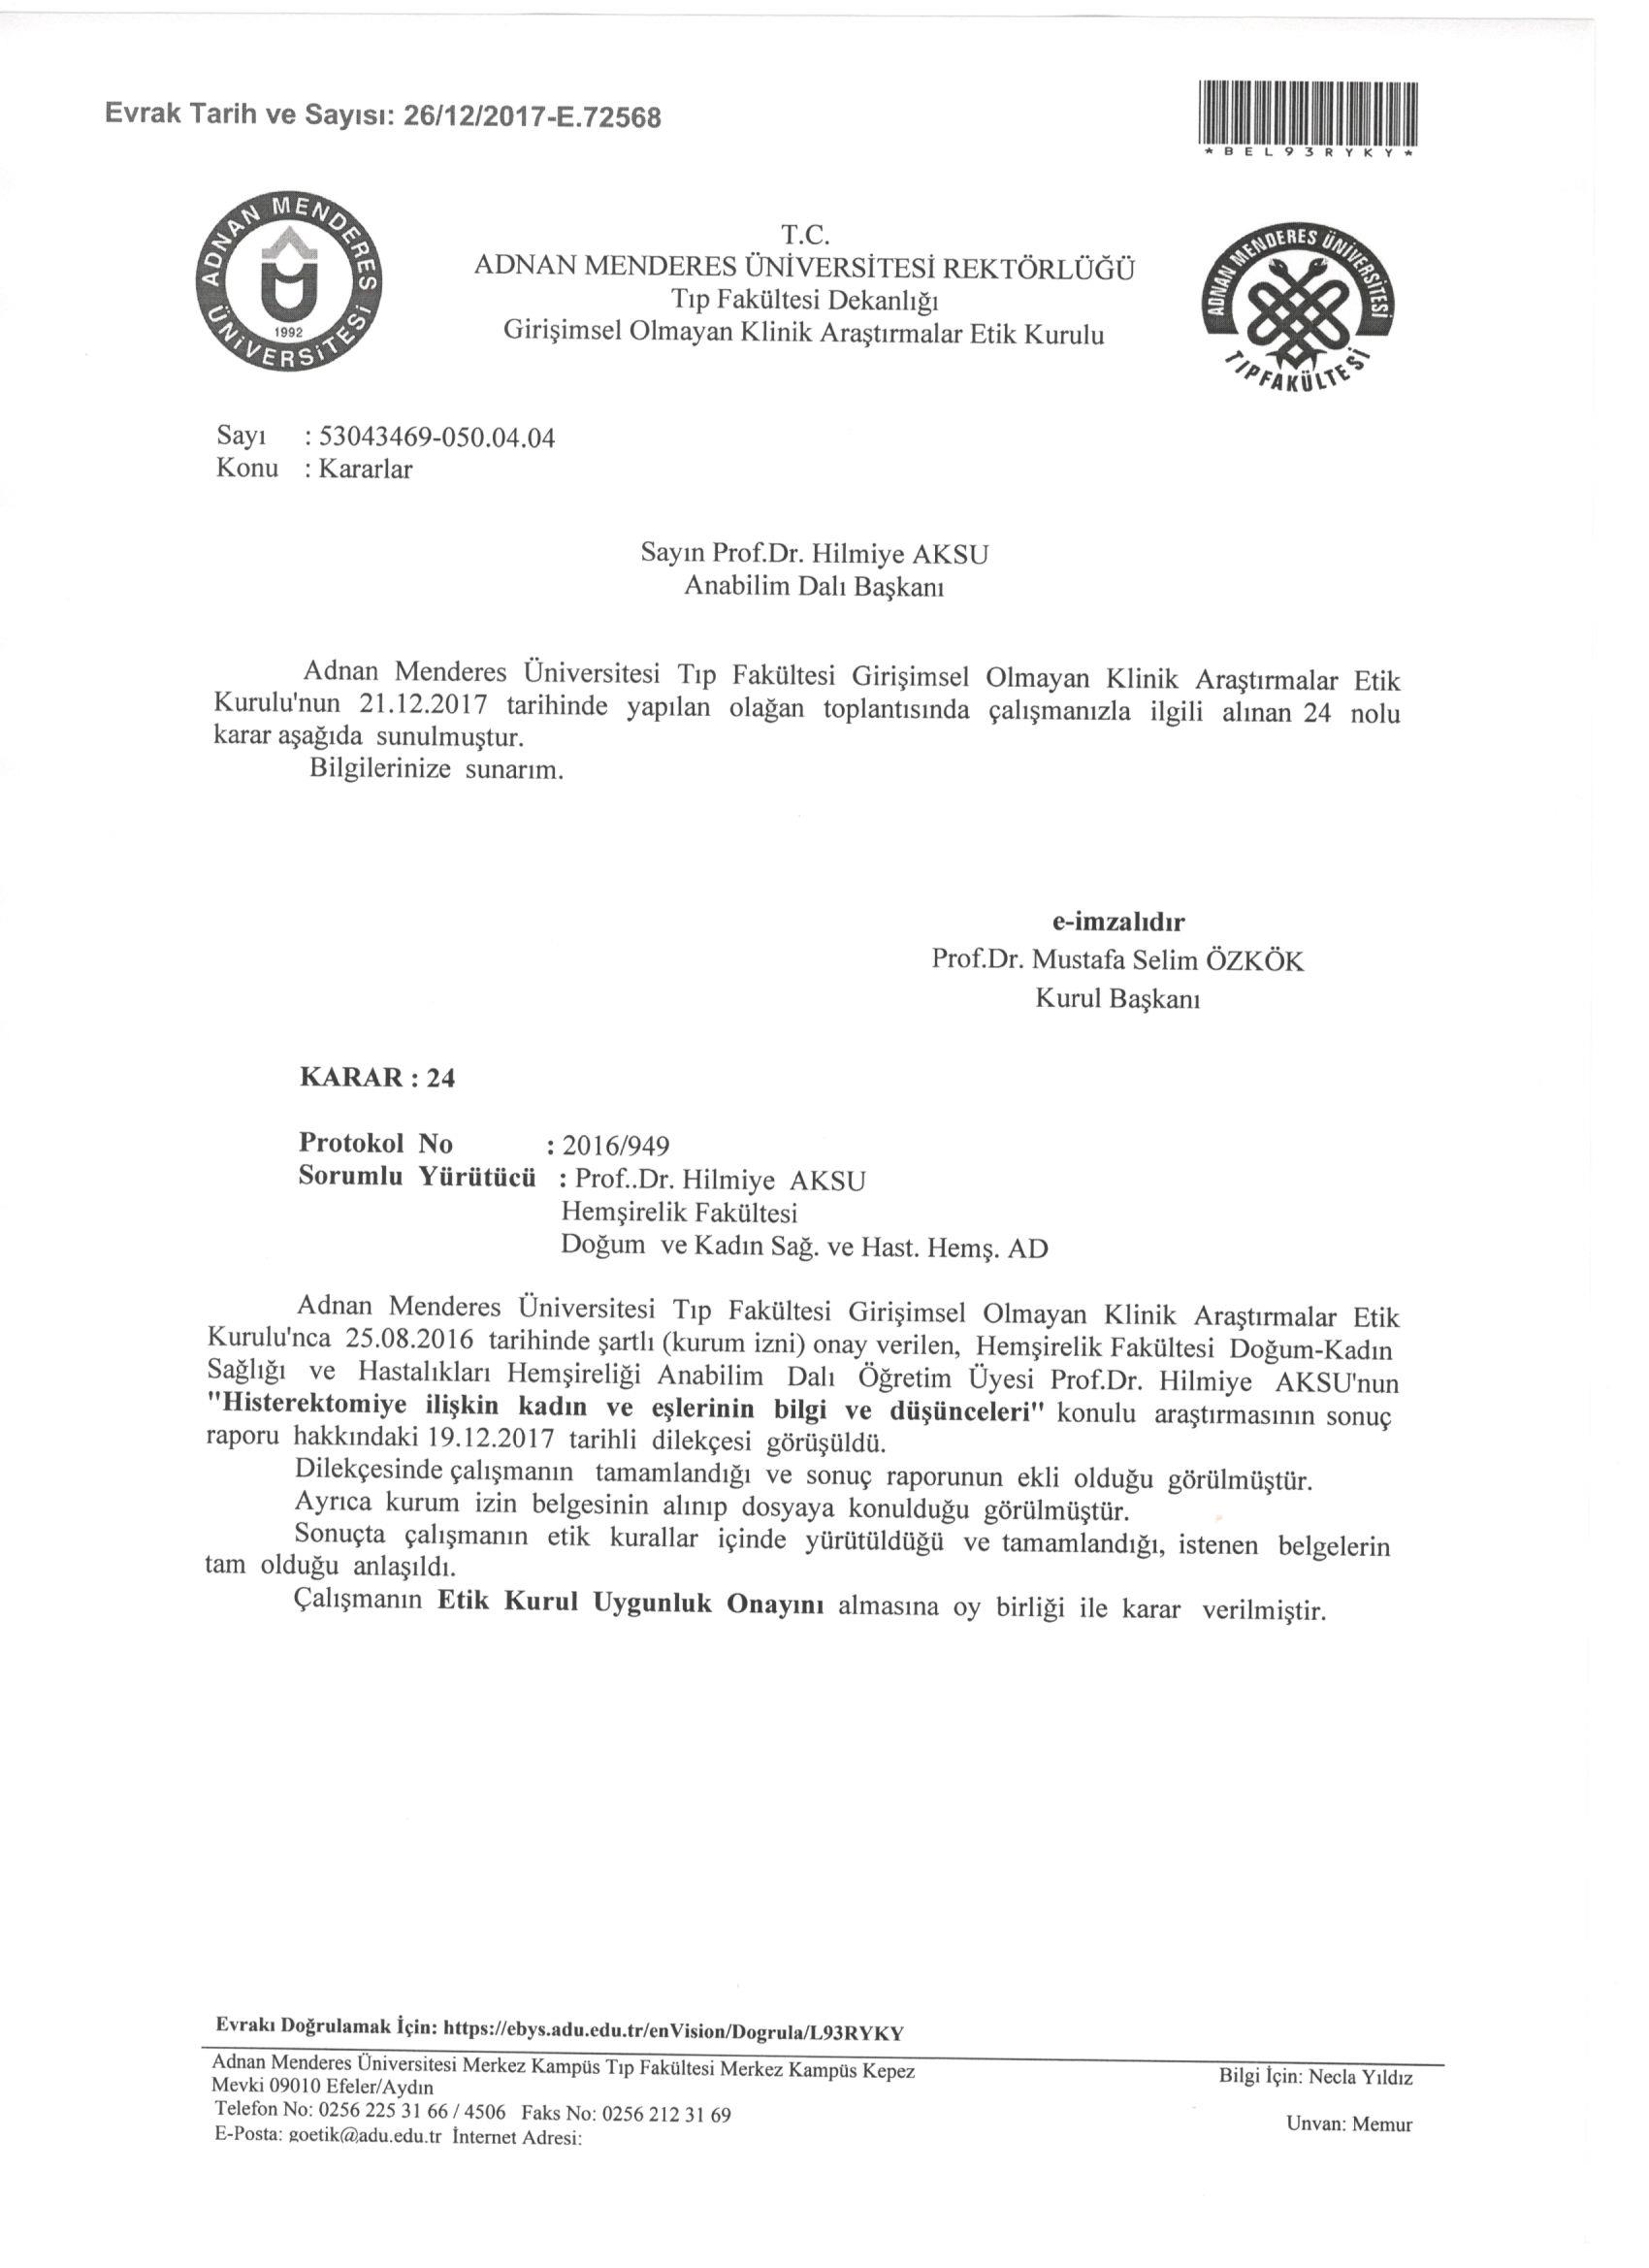 Evrak Tarih ve Sayısı: 26/12/2017-E.72568
*BEL93RYKY*
ADNAN MENDERES ÜNİVERSİTESİ
1992
T.C.
ADNAN MENDERES ÜNİVERSİTESİ REKTÖRLÜĞÜ
Tıp Fakültesi Dekanlığı
Girişimsel Olmayan Klinik Araştırmalar Etik Kurulu
ADNAN MENDERES ÜNİVERSİTESİ
TIP FAKÜLTESİ
Sayı : 53043469-050.04.04
Konu : Kararlar
Sayın Prof.Dr. Hilmiye AKSU
Anabilim Dalı Başkanı
Adnan Menderes Üniversitesi Tıp Fakültesi Girişimsel Olmayan Klinik Araştırmalar Etik
Kurulu'nun 21.12.2017 tarihinde yapılan olağan toplantısında çalışmanızla ilgili alınan 24 nolu
karar aşağıda sunulmuştur.
Bilgilerinize sunarım.
e-imzalıdır
Prof.Dr. Mustafa Selim ÖZKÖK
Kurul Başkanı
KARAR : 24
Protokol No : 2016/949
Sorumlu Yürütücü : Prof..Dr. Hilmiye AKSU
Hemşirelik Fakültesi
Doğum ve Kadın Sağ. ve Hast. Hemş. AD
Adnan Menderes Üniversitesi Tıp Fakültesi Girişimsel Olmayan Klinik Araştırmalar Etik
Kurulu'nca 25.08.2016 tarihinde şartlı (kurum izni) onay verilen, Hemşirelik Fakültesi Doğum-Kadın
Sağlığı ve Hastalıkları Hemşireliği Anabilim Dalı Öğretim Üyesi Prof.Dr. Hilmiye AKSU'nun
"Histerektomiye ilişkin kadın ve eşlerinin bilgi ve düşünceleri" konulu araştırmasının sonuç
raporu hakkındaki 19.12.2017 tarihli dilekçesi görüşüldü.
Dilekçesinde çalışmanın tamamlandığı ve sonuç raporunun ekli olduğu görülmüştür.
Ayrıca kurum izin belgesinin alınıp dosyaya konulduğu görülmüştür.
Sonuçta çalışmanın etik kurallar içinde yürütüldüğü ve tamamlandığı, istenen belgelerin
tam olduğu anlaşıldı.
Çalışmanın Etik Kurul Uygunluk Onayını almasına oy birliği ile karar verilmiştir.
Evrakı Doğrulamak İçin: https://ebys.adu.edu.tr/enVision/Dogrula/L93RYKY
Adnan Menderes Üniversitesi Merkez Kampüs Tıp Fakültesi Merkez Kampüs Kepez
Mevki 09010 Efeler/Aydın
Telefon No: 0256 225 31 66 / 4506 Faks No: 0256 212 31 69
E-Posta: goetik@adu.edu.tr İnternet Adresi:
Bilgi İçin: Necla Yıldız
Unvan: Memur